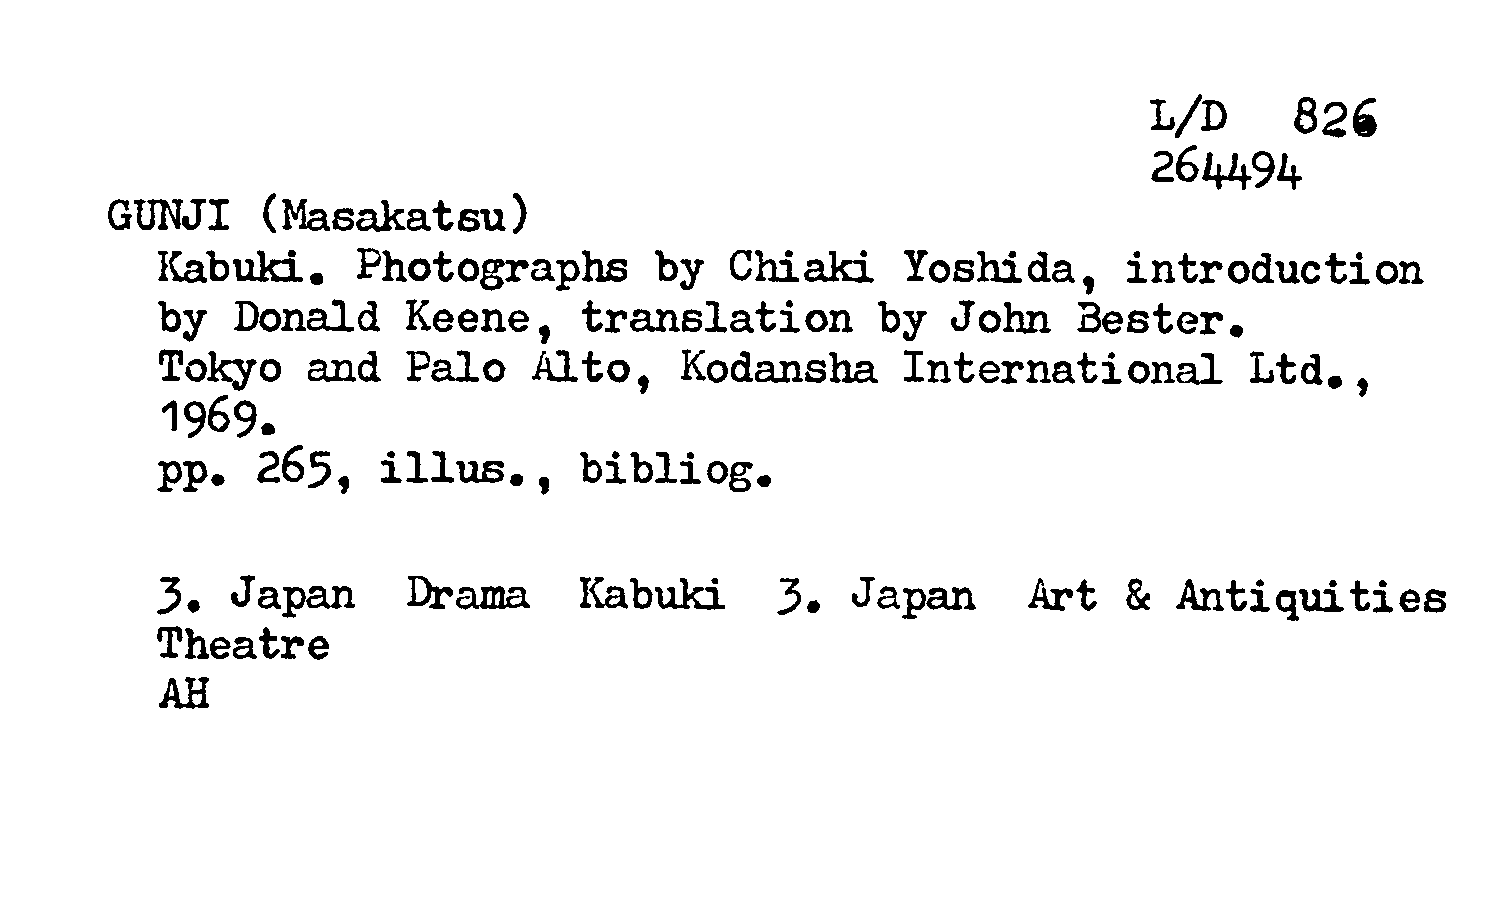 L/D 826
264494
GUNJI (Masakatsu)
Kabuki. Photographs by Chiaki Yoshida, introduction
by Donald Keene, translation by John Bester.
Tokyo and Palo Alto, Kodansha International Ltd.,
1969.
pp. 265, illus., bibliog.
3. Japan Drama Kabuki 3. Japan Art & Antiquities
Theatre
AH